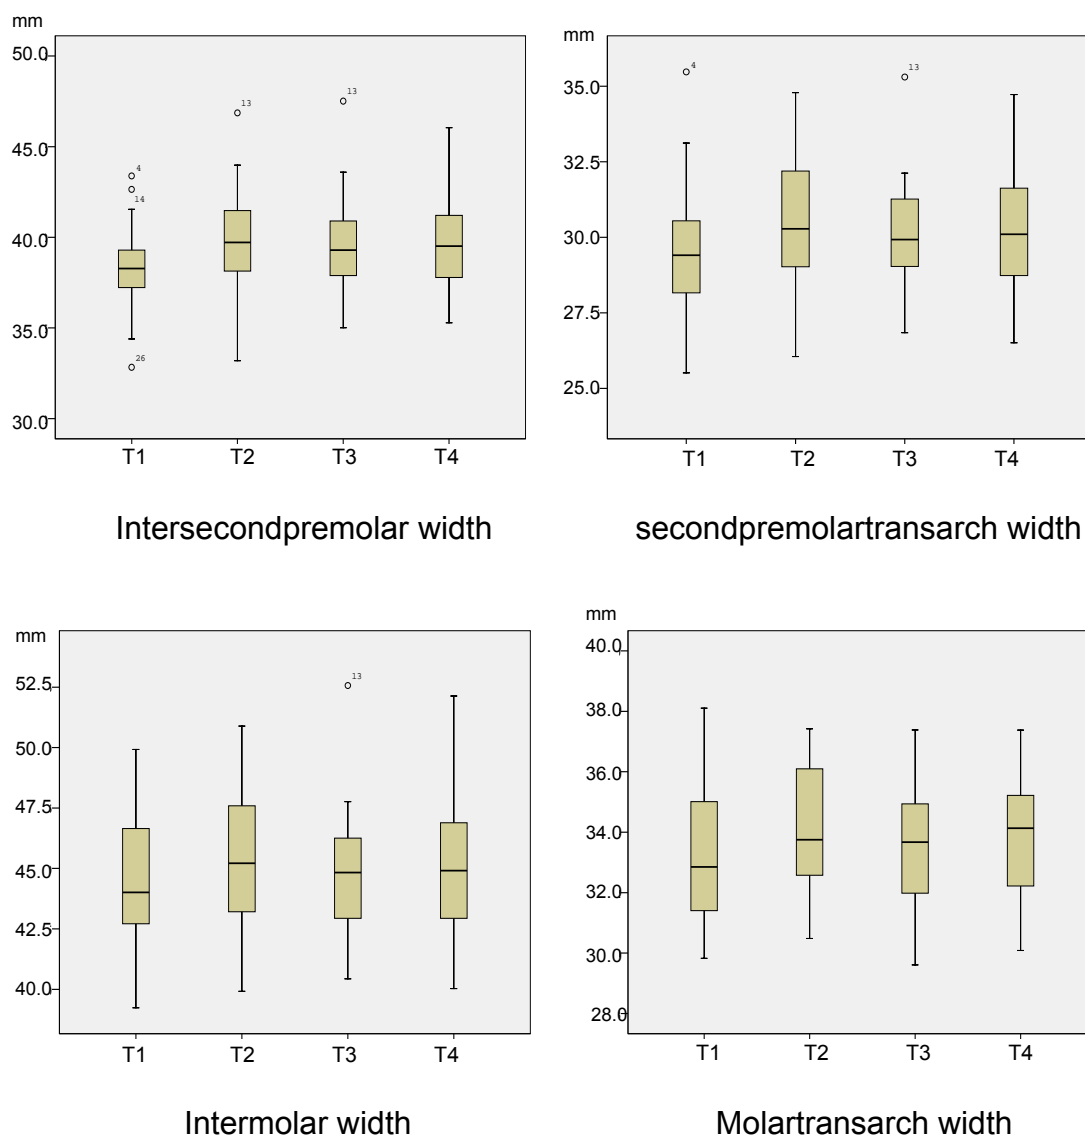 mm
50.0
45.0
40.0
35.0
30.0
4
14
26
13
13
T1 T2 T3 T4
Intersecondpremolar width
mm
35.0
32.5
30.0
27.5
25.0
4
13
T1 T2 T3 T4
secondpremolartransarch width
mm
52.5
50.0
47.5
45.0
42.5
40.0
13
T1 T2 T3 T4
Intermolar width
mm
40.0
38.0
36.0
34.0
32.0
30.0
28.0
T1 T2 T3 T4
Molartransarch width